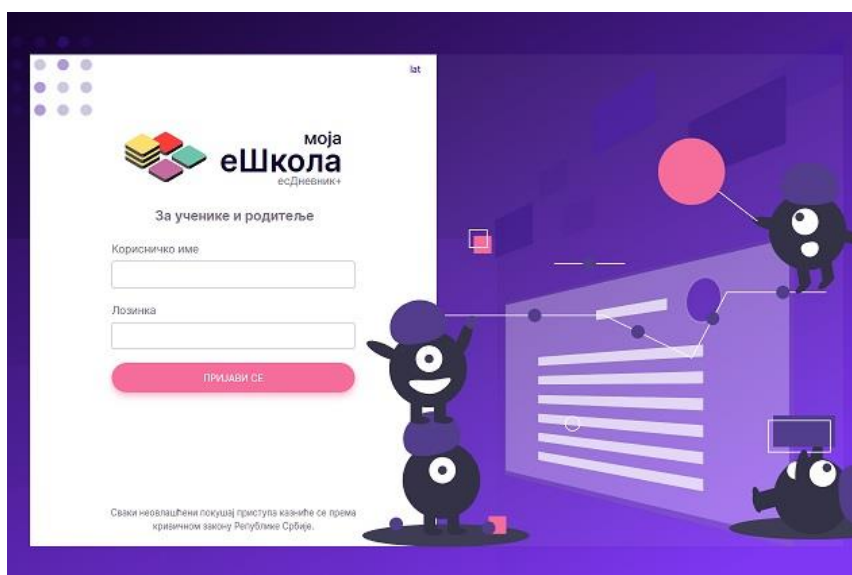 lat
моја
еШкола
есДневник+
За ученике и родитеље
Корисничко име
Лозинка
ПРИЈАВИ СЕ
Сваки неовлашћени покушај приступа казниће се према
кривичном закону Републике Србије.